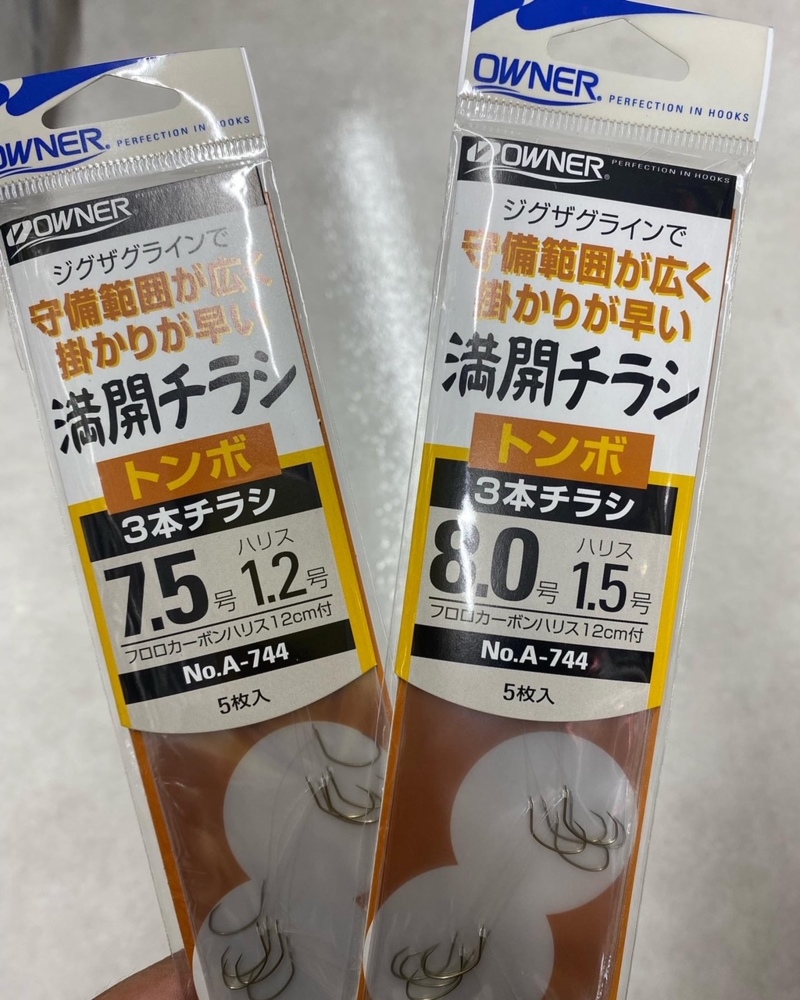 OWNER. PERFECTION IN HOOKS
OWNER
ジグザグラインで
守備範囲が広く
掛かりが早い
満開チラシ
トンボ
3本チラシ
7.5号 ハリス 1.2号
フロロカーボンハリス12cm付
No.A-744
5枚入
OWNER. PERFECTION IN HOOKS
OWNER PERFECTION IN HOOKS
ジグザグラインで
守備範囲が広く
掛かりが早い
満開チラシ
トンボ
3本チラシ
8.0号 ハリス 1.5号
フロロカーボンハリス12cm付
No.A-744
5枚入